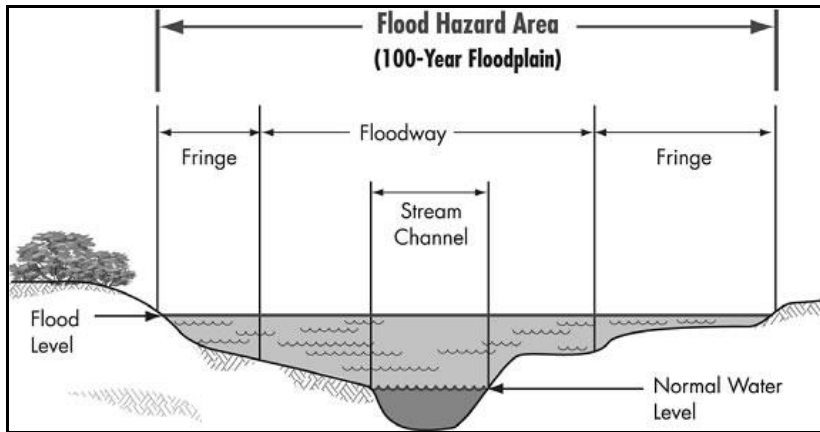 Flood Hazard Area
(100-Year Floodplain)
Fringe
Floodway
Fringe
Stream
Channel
Flood
Level
Normal Water
Level